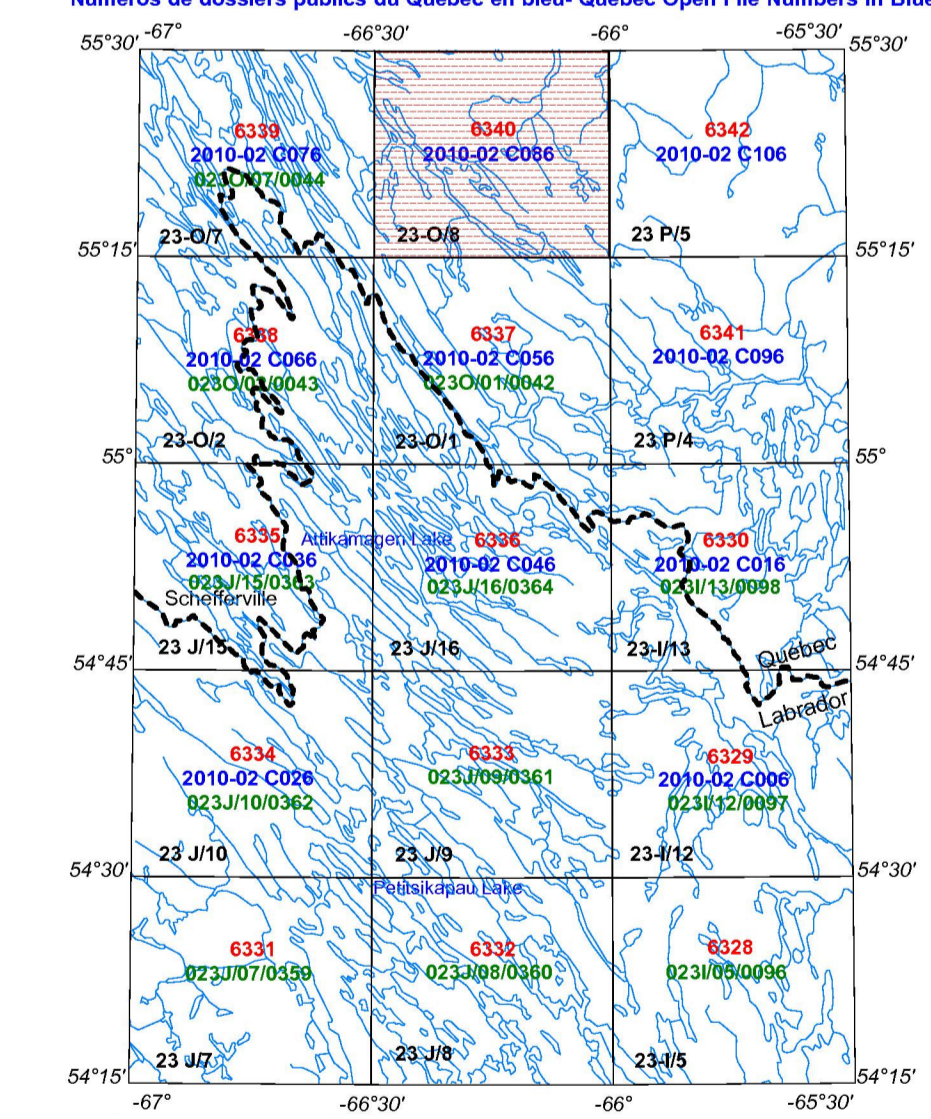 Numéros de dossiers publics du Québec en bleu- Quebec Open File Numbers in Blue
-67° -66°30′ -66° -65°30′
55°30′ 55°30′
6339 6340 6342
2010-02 C076 2010-02 C086 2010-02 C106
023O/07/0044
23-O/7 23-O/8 23 P/5
55°15′ 55°15′
6338 6337 6341
2010-02 C066 2010-02 C056 2010-02 C096
023O/02/0043 023O/01/0042
23-O/2 23-O/1 23 P/4
55° 55°
6335 Attikamagen Lake 6336 6330
2010-02 C036 2010-02 C046 2010-02 C016
023J/15/0363 023J/16/0364 023I/13/0098
Schefferville
23 J/15 23 J/16 23-I/13 Québec
54°45′ 54°45′
Labrador
6334 6333 6329
2010-02 C026 023J/09/0361 2010-02 C006
023J/10/0362 023I/12/0097
23 J/10 23 J/9 23-I/12
54°30′ 54°30′
Petitsikapau Lake
6331 6332 6328
023J/07/0359 023J/08/0360 023I/05/0096
23 J/7 23 J/8 23-I/5
54°15′ 54°15′
-67° -66°30′ -66° -65°30′